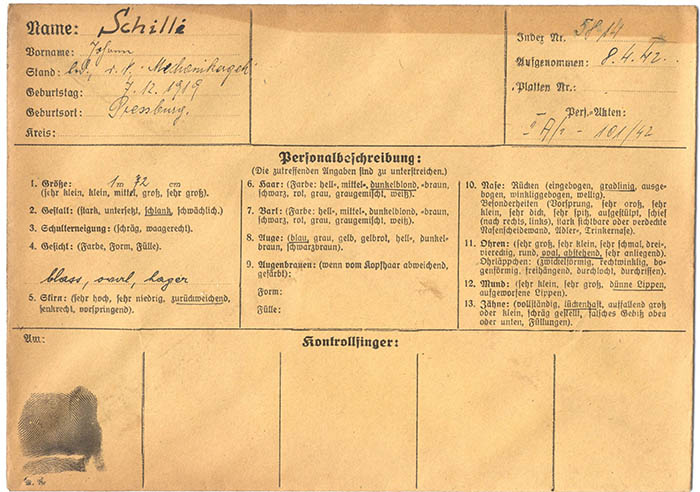 Name: Schillé
Vorname: Johann
Stand: led., r. k. Mechanikergeh
Geburtstag: 7.12.1919
Geburtsort: Pressburg.
Kreis:
Index Nr. 58-14
Aufgenommen: 8.4.42.
Platten Nr.:
Pers.-Akten:
101/42
Personalbeschreibung:
(Die zutreffenden Angaben sind zu unterstreichen.)
1. Größe: 1 m 72 cm
(sehr klein, klein, mittel, groß, sehr groß).
2. Gestalt: (stark, untersetzt, schlank, schwächlich).
3. Schulterneigung: (schräg, waagerecht).
4. Gesicht: (Farbe, Form, Fülle).
blass, oval, hager
5. Stirn: (sehr hoch, sehr niedrig, zurückweichend,
senkrecht, vorspringend).
6. Haar: (Farbe: hell-, mittel-, dunkelblond, -braun,
schwarz, rot, grau, graugemischt, weiß).
7. Bart: (Farbe: hell-, mittel-, dunkelblond, -braun,
schwarz, rot, grau, graugemischt, weiß).
8. Auge: (blau, grau, gelb, gelbrot, hell-, dunkel-
braun, schwarzbraun).
9. Augenbrauen: (wenn vom Kopfhaar abweichend,
gefärbt):
Form:
Fülle:
10. Nase: Rücken (eingebogen, gradlinig, ausge-
bogen, winkliggebogen, wellig).
Besonderheiten (Vorsprung, sehr groß, sehr
klein, sehr dick, sehr spitz, aufgestülpt, schief
(nach rechts, links), stark sichtbare oder verdeckte
Nasenscheidewand, Adler-, Trinkernase).
11. Ohren: (sehr groß, sehr klein, sehr schmal, drei-,
viereckig, rund, oval, abstehend, sehr anliegend).
Ohrläppchen: (zwickelförmig, rechtwinklig, bo-
genförmig, freihängend, durchlocht, durchrissen).
12. Mund: (sehr klein, sehr groß, dünne Lippen,
aufgeworfene Lippen).
13. Zähne: (vollständig, lückenhaft, auffallend groß
oder klein, schräg gestellt, falsches Gebiß oben
oder unten, Füllungen).
Am:
Kontrollfinger: